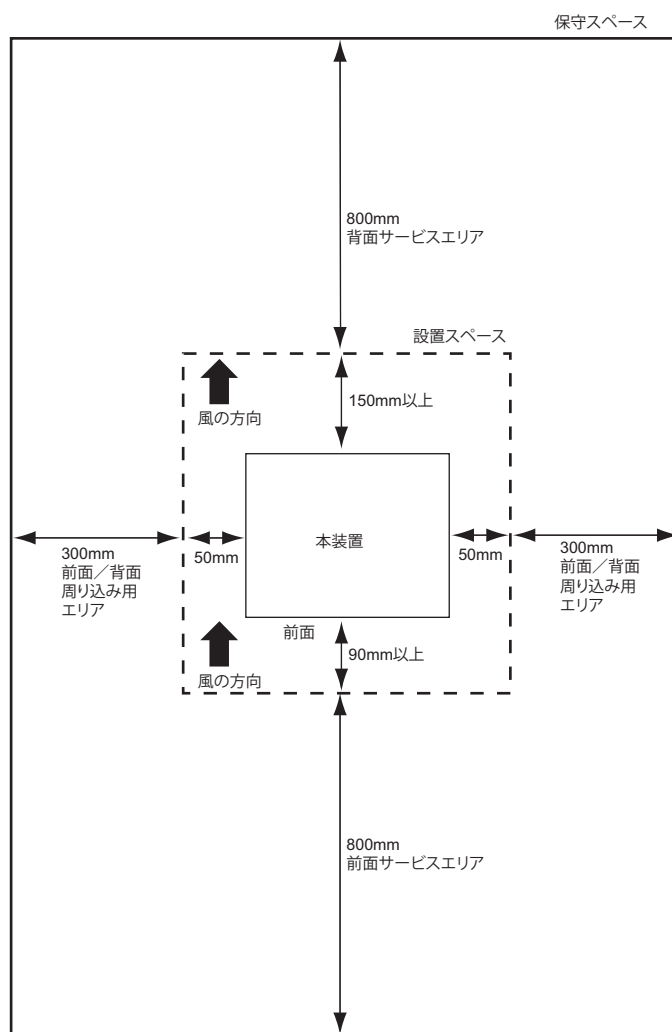 保守スペース
800mm
背面サービスエリア
設置スペース
150mm以上
風の方向
本装置
300mm
前面／背面
周り込み用
エリア
50mm
50mm
300mm
前面／背面
周り込み用
エリア
前面
90mm以上
風の方向
800mm
前面サービスエリア